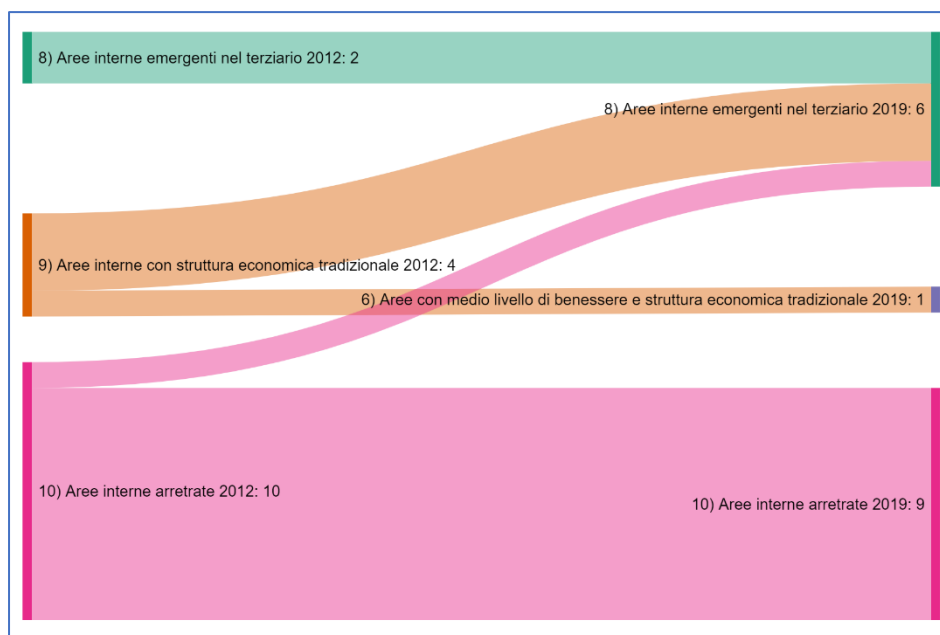 8) Aree interne emergenti nel terziario 2012: 2
8) Aree interne emergenti nel terziario 2019: 6
9) Aree interne con struttura economica tradizionale 2012: 4
6) Aree con medio livello di benessere e struttura economica tradizionale 2019: 1
10) Aree interne arretrate 2012: 10
10) Aree interne arretrate 2019: 9